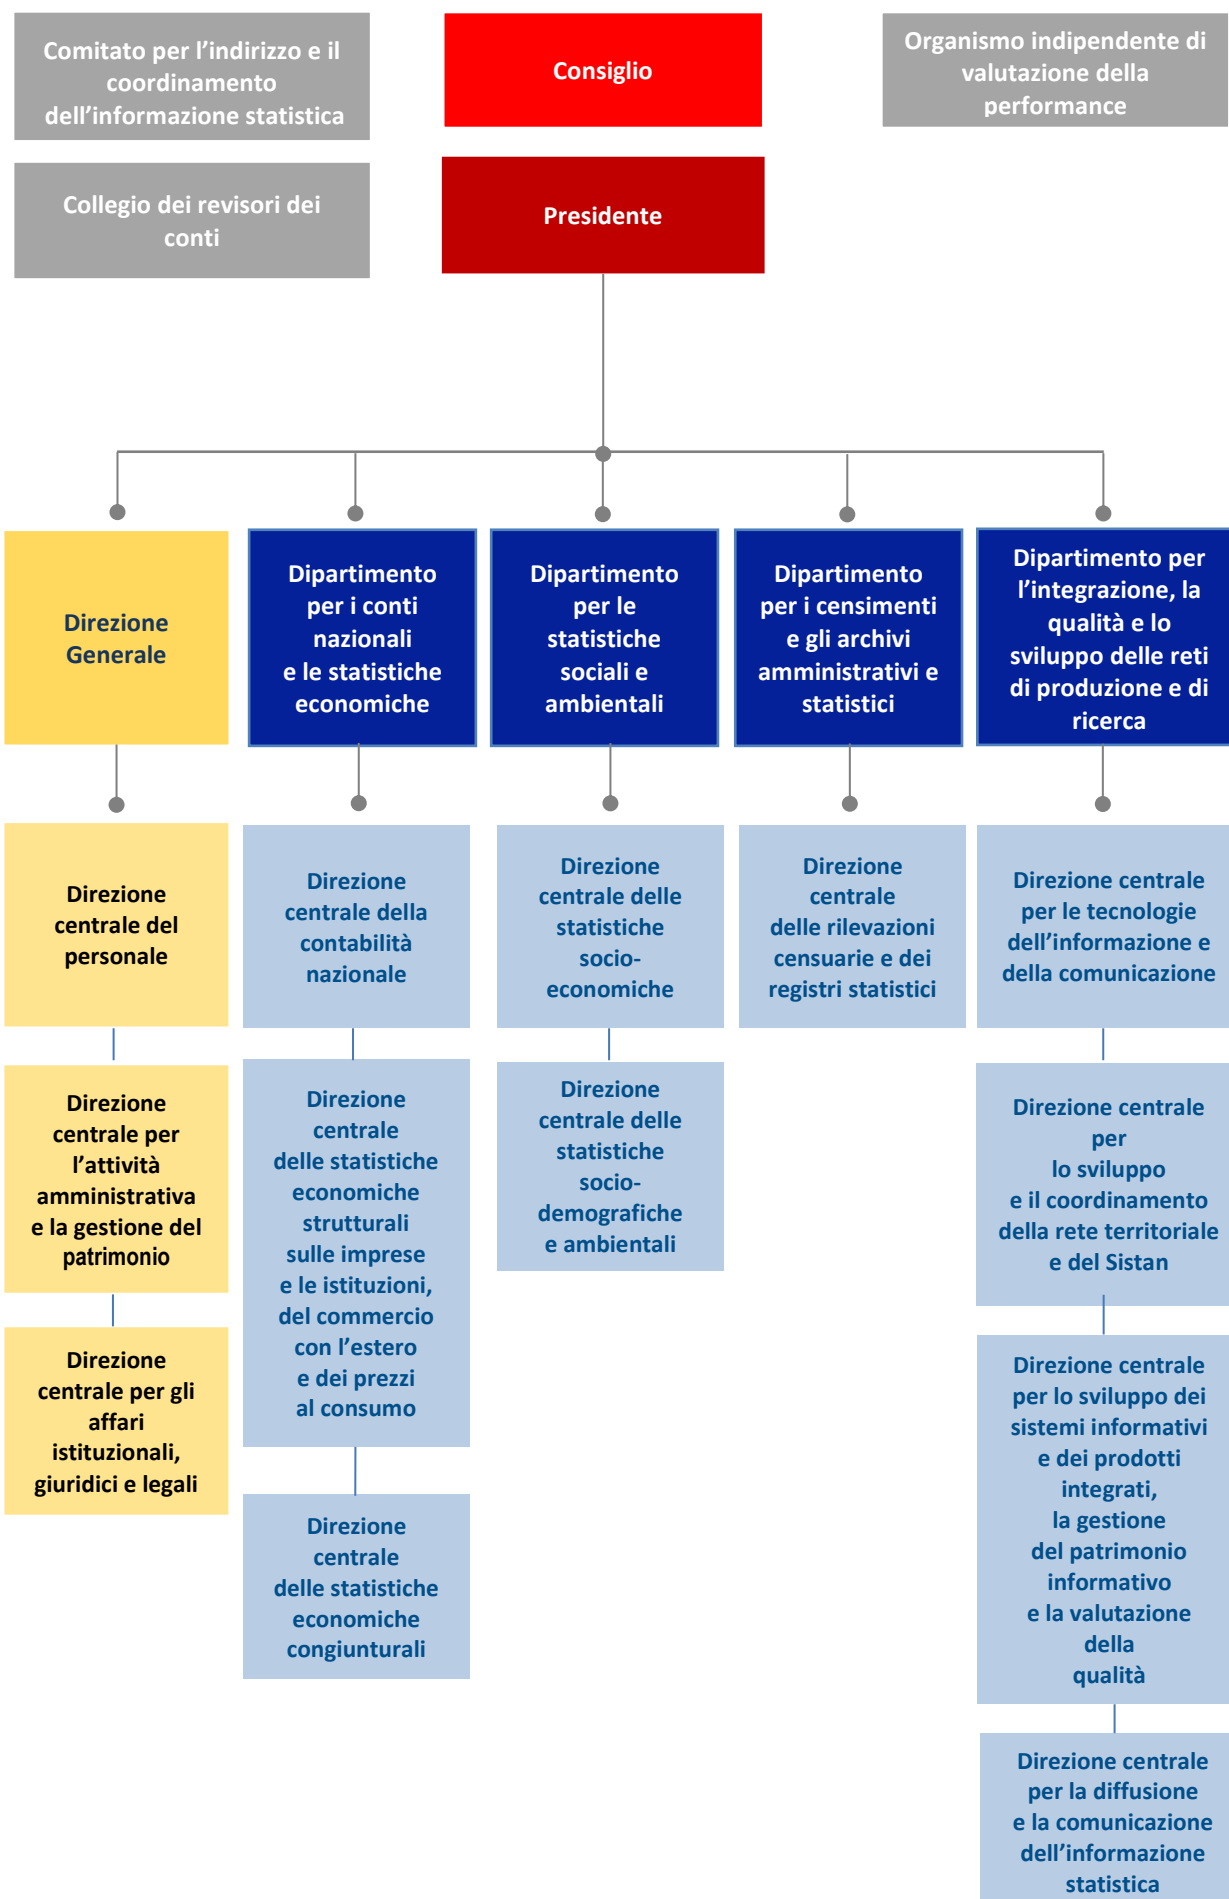 Comitato per l’indirizzo e il
coordinamento
dell’informazione statistica
Consiglio
Organismo indipendente di
valutazione della
performance
Collegio dei revisori dei
conti
Presidente
Direzione
Generale
Dipartimento
per i conti
nazionali
e le statistiche
economiche
Dipartimento
per le
statistiche
sociali e
ambientali
Dipartimento
per i censimenti
e gli archivi
amministrativi e
statistici
Dipartimento per
l’integrazione, la
qualità e lo
sviluppo delle reti
di produzione e di
ricerca
Direzione
centrale del
personale
Direzione
centrale della
contabilità
nazionale
Direzione
centrale delle
statistiche
socio-
economiche
Direzione
centrale
delle rilevazioni
censuarie e dei
registri statistici
Direzione centrale
per le tecnologie
dell’informazione e
della comunicazione
Direzione
centrale per
l’attività
amministrativa
e la gestione del
patrimonio
Direzione
centrale
delle statistiche
economiche
strutturali
sulle imprese
e le istituzioni,
del commercio
con l’estero
e dei prezzi
al consumo
Direzione
centrale delle
statistiche
socio-
demografiche
e ambientali
Direzione centrale
per
lo sviluppo
e il coordinamento
della rete territoriale
e del Sistan
Direzione
centrale per gli
affari
istituzionali,
giuridici e legali
Direzione centrale
per lo sviluppo dei
sistemi informativi
e dei prodotti
integrati,
la gestione
del patrimonio
informativo
e la valutazione
della
qualità
Direzione
centrale
delle statistiche
economiche
congiunturali
Direzione centrale
per la diffusione
e la comunicazione
dell’informazione
statistica